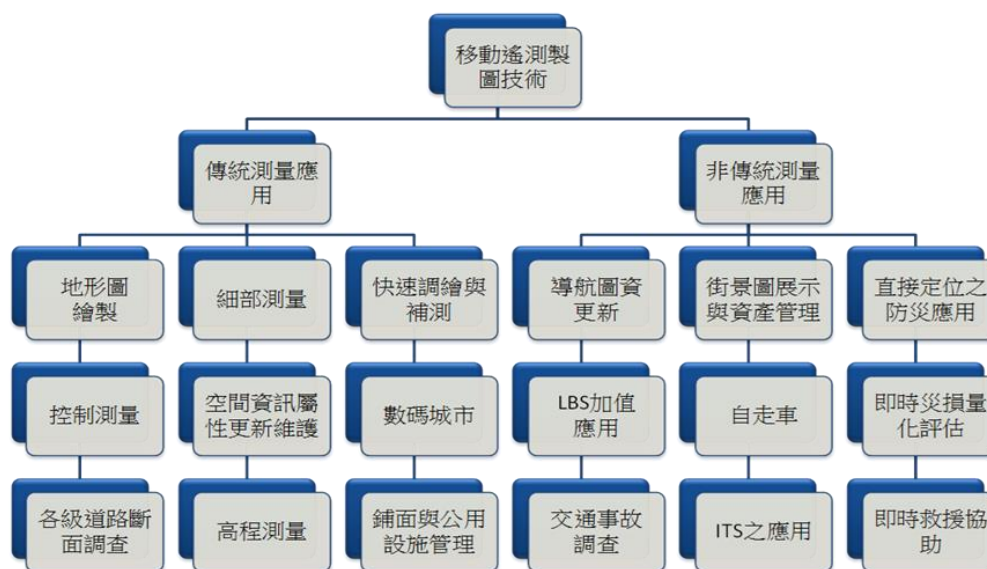 移動遙測製
圖技術
傳統測量應
用
非傳統測量
應用
地形圖
繪製
細部測量
快速調繪與
補測
導航圖資
更新
街景圖展示
與資產管理
直接定位之
防災應用
控制測量
空間資訊屬
性更新維護
數碼城市
LBS加值
應用
自走車
即時災損量
化評估
各級道路斷
面調查
高程測量
鋪面與公用
設施管理
交通事故
調查
ITS之應用
即時救援協
助